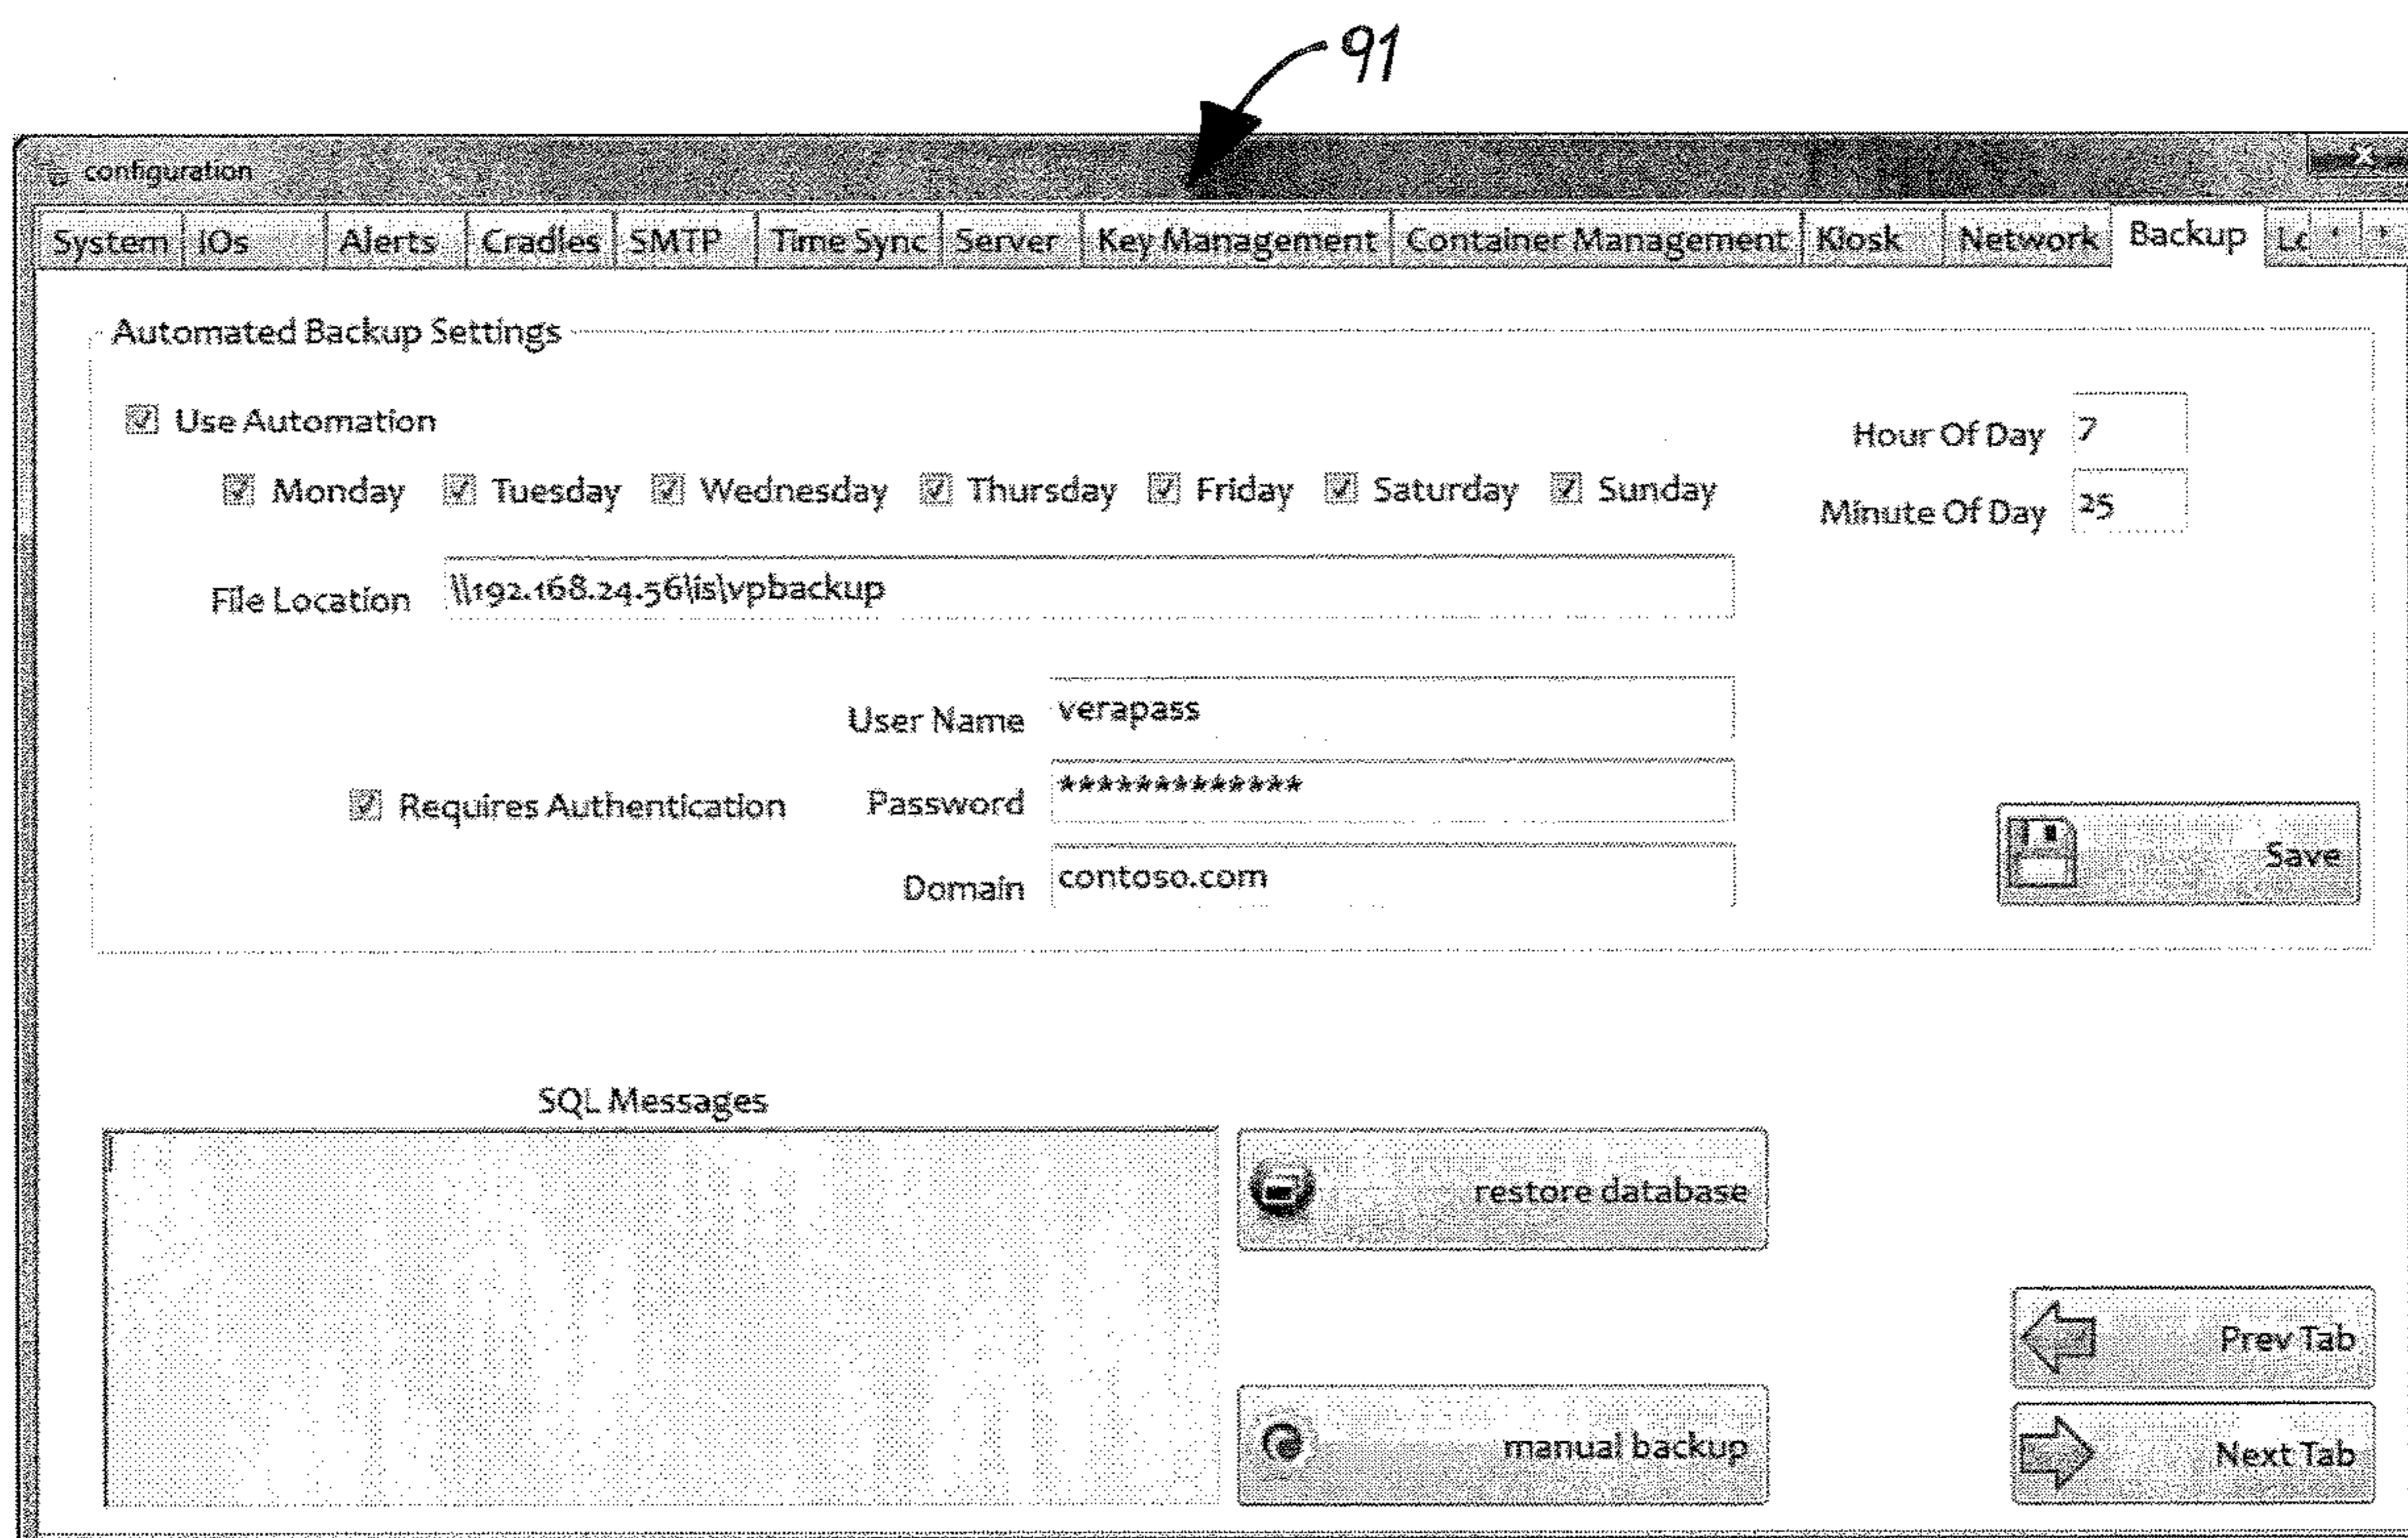 91
configuration
System IOs Alerts Cradles SMTP Time Sync Server Key Management Container Management Kiosk Network Backup
Automated Backup Settings
Use Automation
Hour Of Day 7
Monday Tuesday Wednesday Thursday Friday Saturday Sunday
Minute Of Day 25
File Location \\192.168.24.56\is\vpbackup
User Name verapass
Requires Authentication Password *************
Domain contoso.com
Save
SQL Messages
restore database
Prev Tab
manual backup
Next Tab